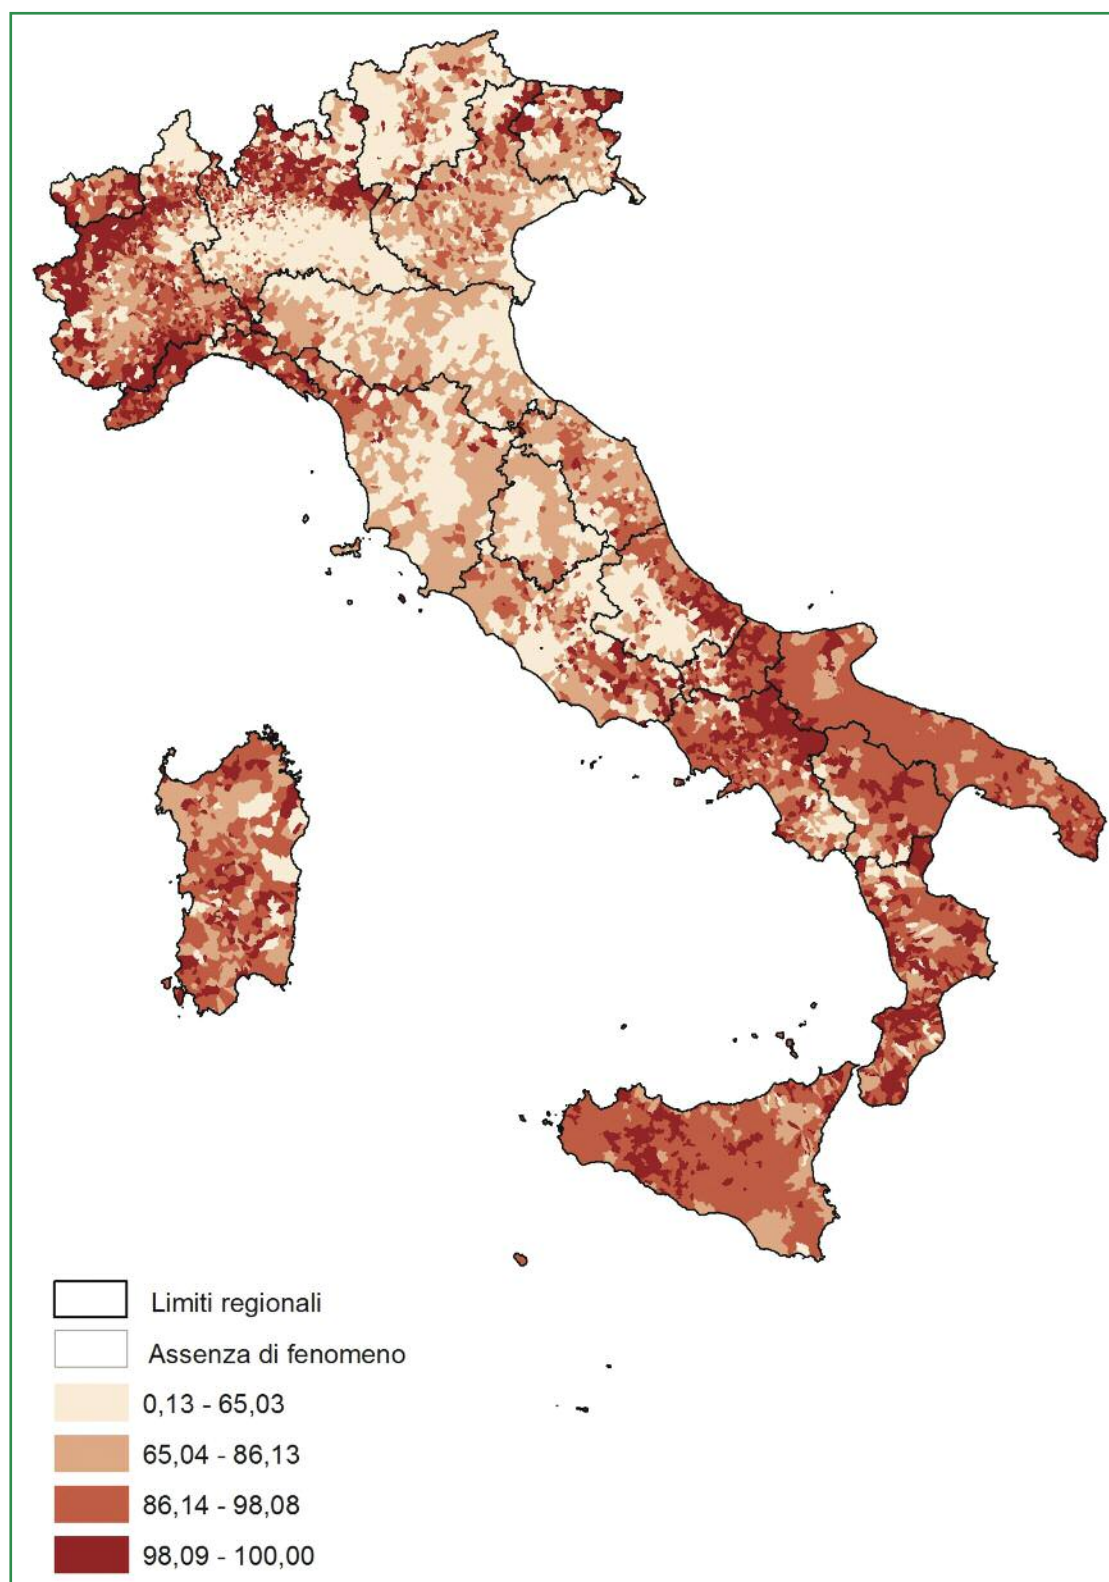 Limiti regionali
Assenza di fenomeno
0,13 - 65,03
65,04 - 86,13
86,14 - 98,08
98,09 - 100,00